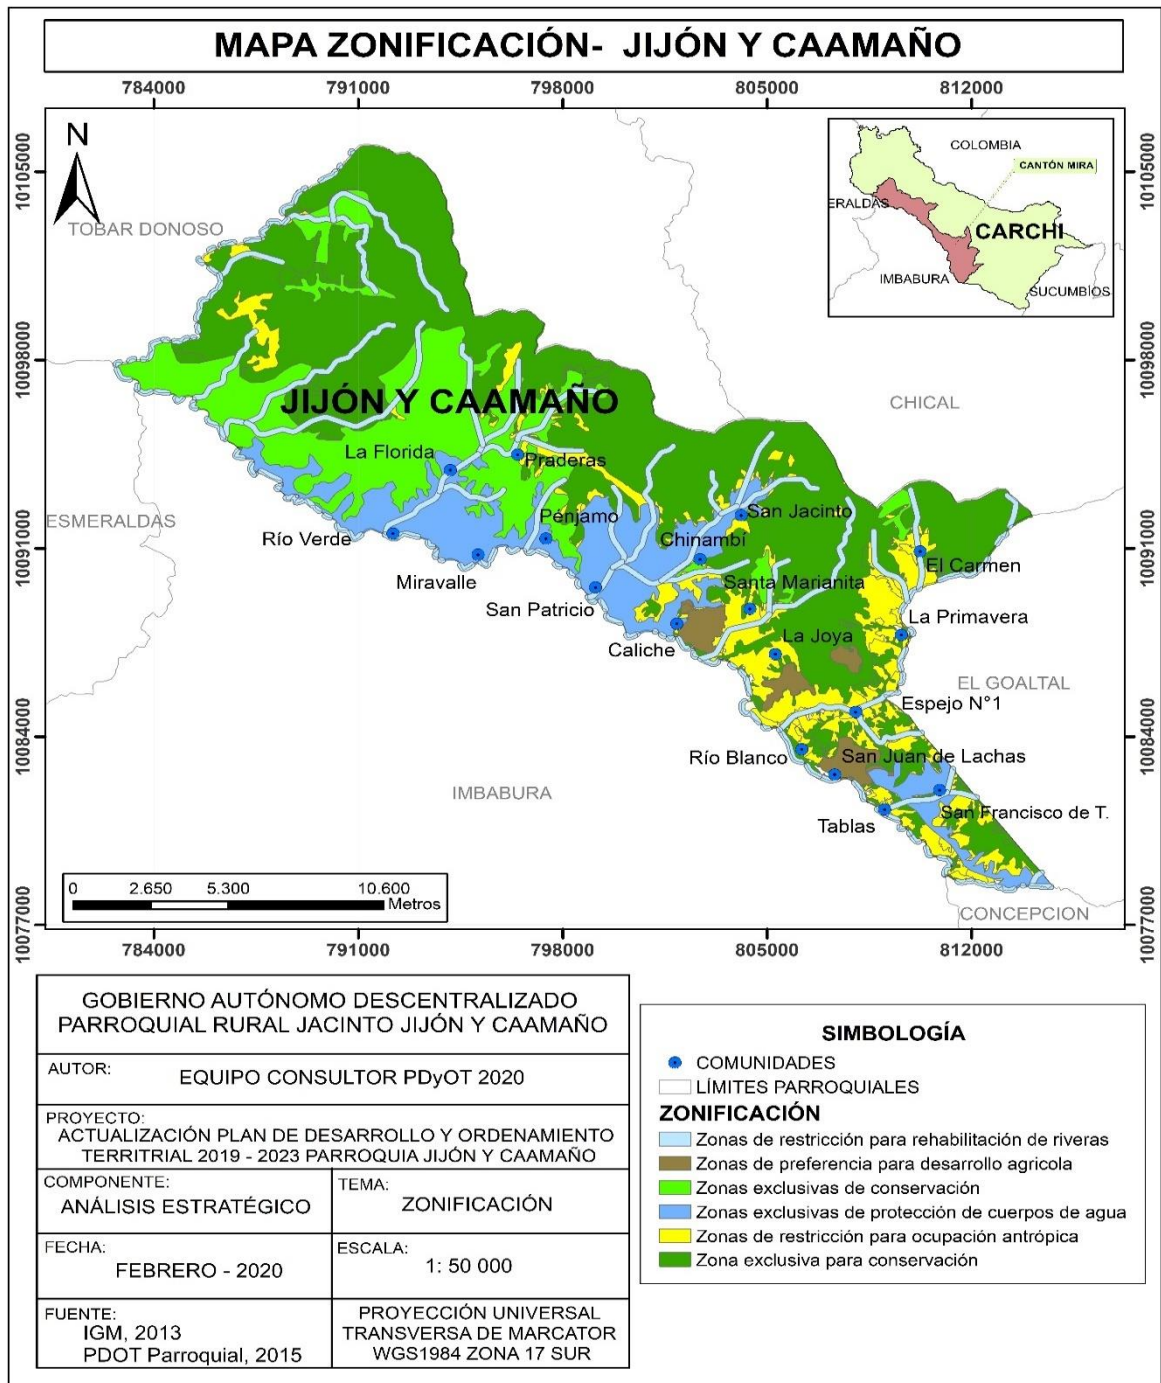 MAPA ZONIFICACIÓN-  JIJÓN Y CAAMAÑO
784000 791000 798000 805000 812000
10105000
10098000
10091000
10084000
10077000
N
TOBAR DONOSO
COLOMBIA
CANTÓN MIRA
ERALDAS
CARCHI
IMBABURA
SUCUMBÍOS
JIJÓN Y CAAMAÑO
CHICAL
La Florida
Praderas
ESMERALDAS
Río Verde
Pénjamo
San Jacinto
Chinambí
Miravalle
El Carmen
Santa Marianita
San Patricio
La Primavera
Caliche
La Joya
EL GOALTAL
Espejo N°1
Río Blanco
San Juan de Lachas
IMBABURA
Tablas
San Francisco de T.
CONCEPCION
0 2.650 5.300 10.600
Metros
10105000
10098000
10091000
10084000
10077000
784000 791000 798000 805000 812000
GOBIERNO AUTÓNOMO DESCENTRALIZADO
PARROQUIAL RURAL JACINTO JIJÓN Y CAAMAÑO
AUTOR: EQUIPO CONSULTOR PDyOT 2020
PROYECTO:
ACTUALIZACIÓN PLAN DE DESARROLLO Y ORDENAMIENTO
TERRITRIAL 2019 - 2023 PARROQUIA JIJÓN Y CAAMAÑO
COMPONENTE:
ANÁLISIS ESTRATÉGICO
TEMA:
ZONIFICACIÓN
FECHA:
FEBRERO - 2020
ESCALA:
1: 50 000
FUENTE:
IGM, 2013
PDOT Parroquial, 2015
PROYECCIÓN UNIVERSAL
TRANSVERSA DE MARCATOR
WGS1984 ZONA 17 SUR
SIMBOLOGÍA
COMUNIDADES
LÍMITES PARROQUIALES
ZONIFICACIÓN
Zonas de restricción para rehabilitación de riveras
Zonas de preferencia para desarrollo agricola
Zonas exclusivas de conservación
Zonas exclusivas de protección de cuerpos de agua
Zonas de restricción para ocupación antrópica
Zona exclusiva para conservación